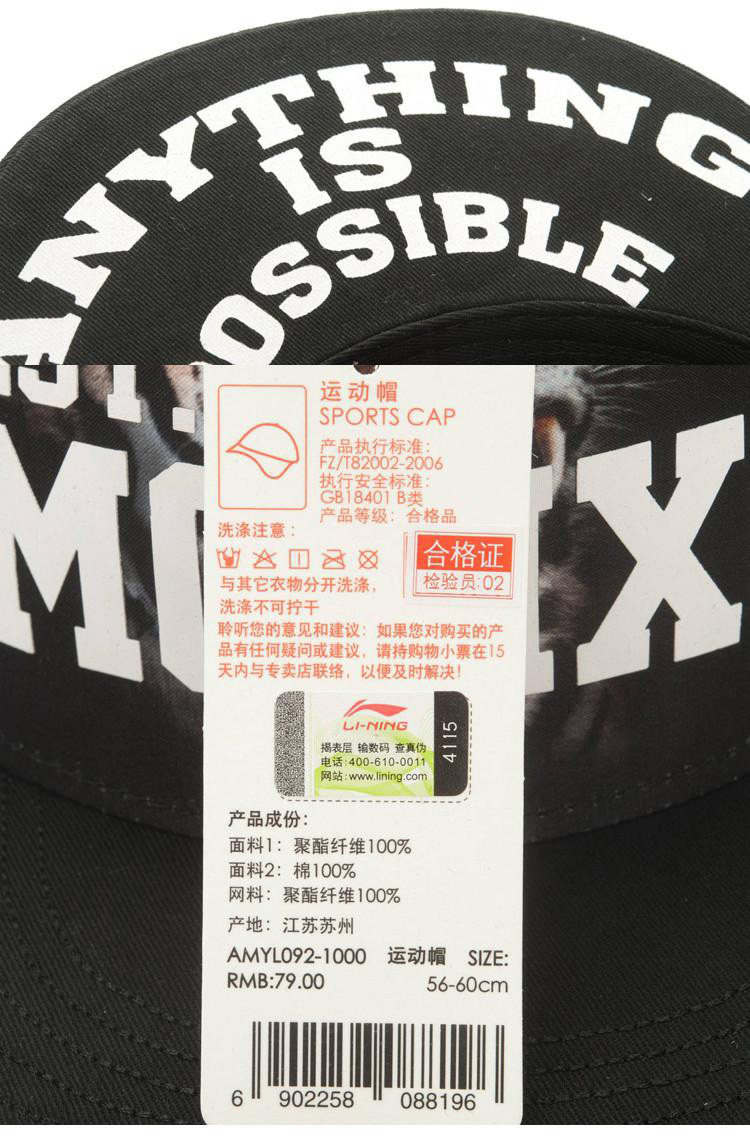 ANYTHING
IS
OSSIBLE
EST.
MO
IX
运动帽
SPORTS CAP
产品执行标准:
FZ/T82002-2006
执行安全标准:
GB18401 B类
产品等级: 合格品
洗涤注意:
与其它衣物分开洗涤,
洗涤不可拧干
合格证
检验员:02
聆听您的意见和建议: 如果您对购买的产
品有任何疑问或建议, 请持购物小票在15
天内与专卖店联络, 以便及时解决!
LI-NING
揭表层 输数码 查真伪
电话:400-610-0011
网站:www.lining.com
4115
产品成份:
面料1: 聚酯纤维100%
面料2: 棉100%
网料: 聚酯纤维100%
产地: 江苏苏州
AMYL092-1000 运动帽 SIZE:
RMB:79.00 56-60cm
6 902258 088196